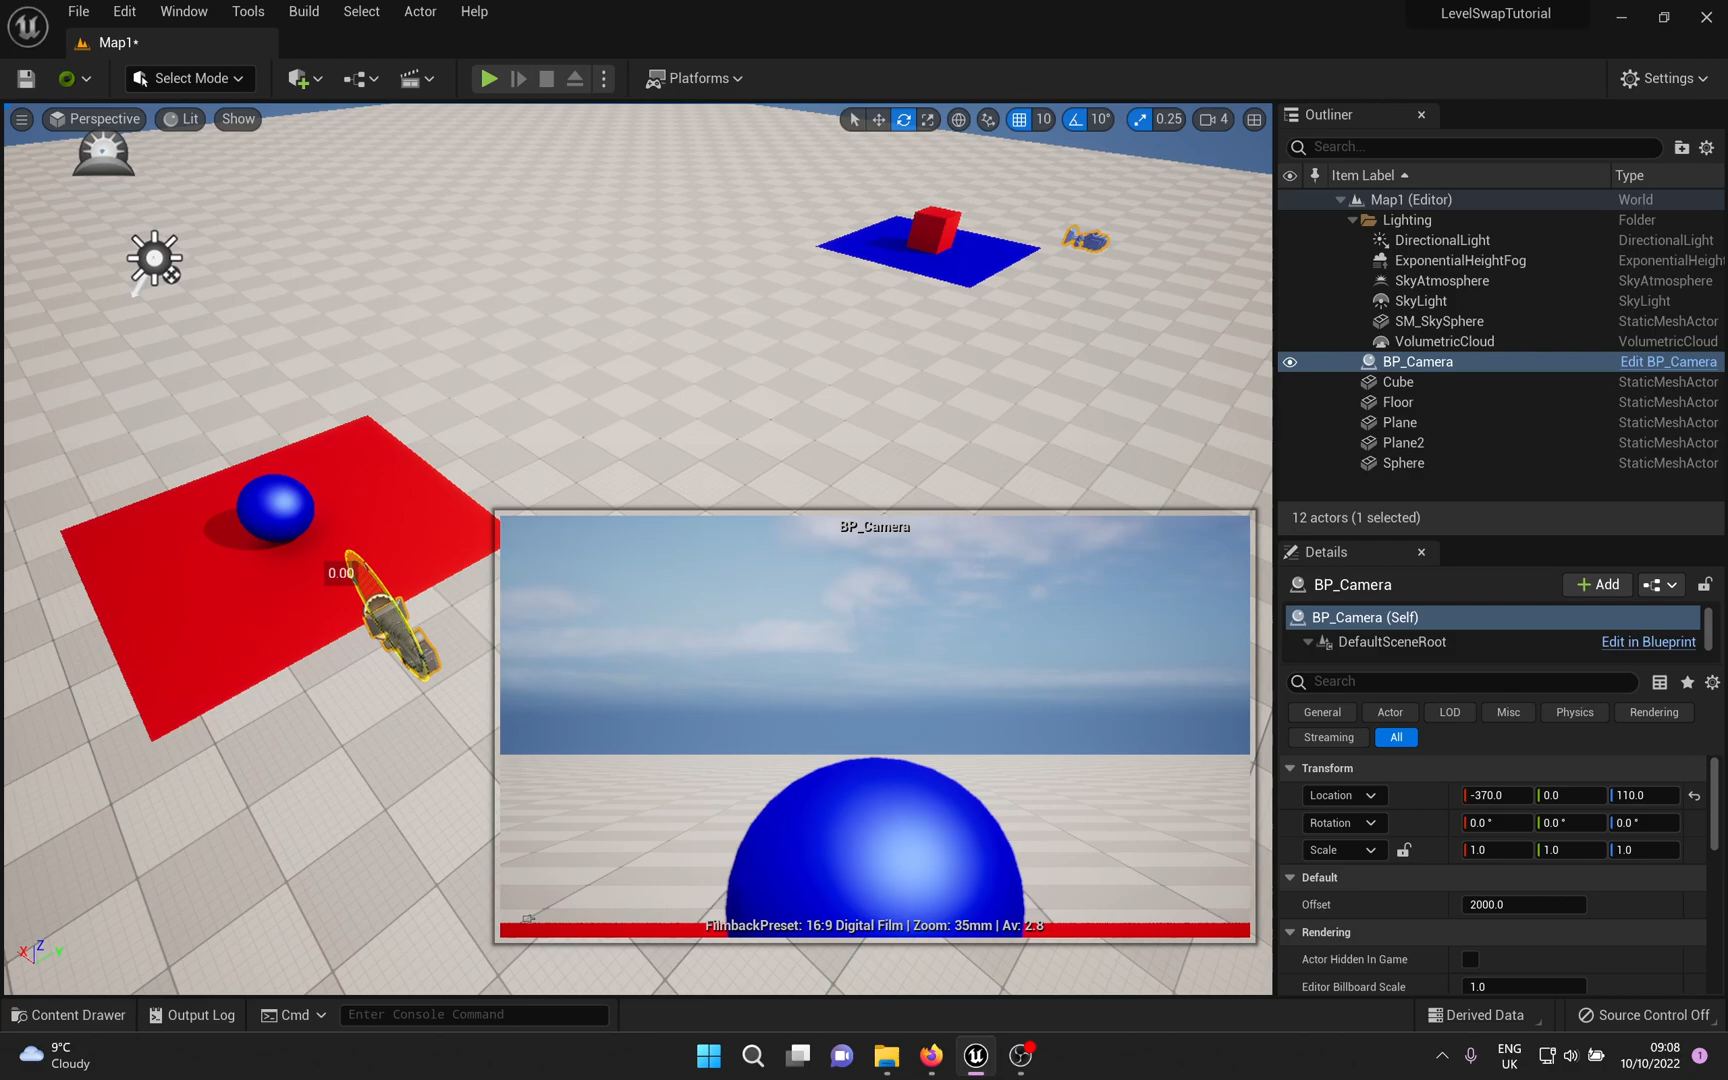 File Edit Window Tools Build Select Actor Help
LevelSwapTutorial
Map1*
Select Mode
Platforms
Settings
Perspective Lit Show
10 10° 0.25 4
0.00
BP_Camera
FilmbackPreset: 16:9 Digital Film | Zoom: 35mm | Av: 2.8
X Z Y
Outliner
Search...
Item Label Type
Map1 (Editor) World
Lighting Folder
DirectionalLight DirectionalLight
ExponentialHeightFog ExponentialHeight
SkyAtmosphere SkyAtmosphere
SkyLight SkyLight
SM_SkySphere StaticMeshActor
VolumetricCloud VolumetricCloud
BP_Camera Edit BP_Camera
Cube StaticMeshActor
Floor StaticMeshActor
Plane StaticMeshActor
Plane2 StaticMeshActor
Sphere StaticMeshActor
12 actors (1 selected)
Details
BP_Camera Add
BP_Camera (Self)
DefaultSceneRoot Edit in Blueprint
Search
General Actor LOD Misc Physics Rendering
Streaming All
Transform
Location -370.0 0.0 110.0
Rotation 0.0° 0.0° 0.0°
Scale 1.0 1.0 1.0
Default
Offset 2000.0
Rendering
Actor Hidden In Game
Editor Billboard Scale 1.0
Content Drawer Output Log Cmd Enter Console Command
Derived Data Source Control Off
9°C
Cloudy
ENG
UK
09:08
10/10/2022
1